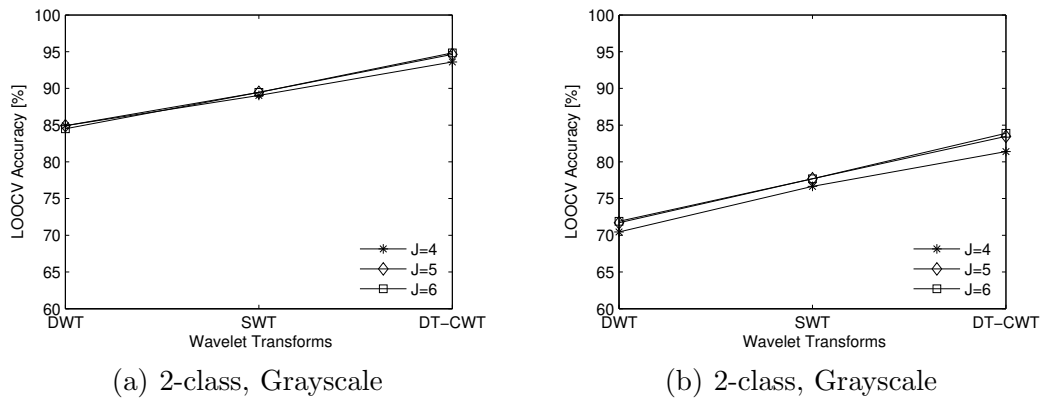 100
95
90
85
80
75
70
65
60
LOOCV Accuracy [%]
J=4
J=5
J=6
DWT SWT DT-CWT
Wavelet Transforms
(a) 2-class, Grayscale
100
95
90
85
80
75
70
65
60
LOOCV Accuracy [%]
J=4
J=5
J=6
DWT SWT DT-CWT
Wavelet Transforms
(b) 2-class, Grayscale